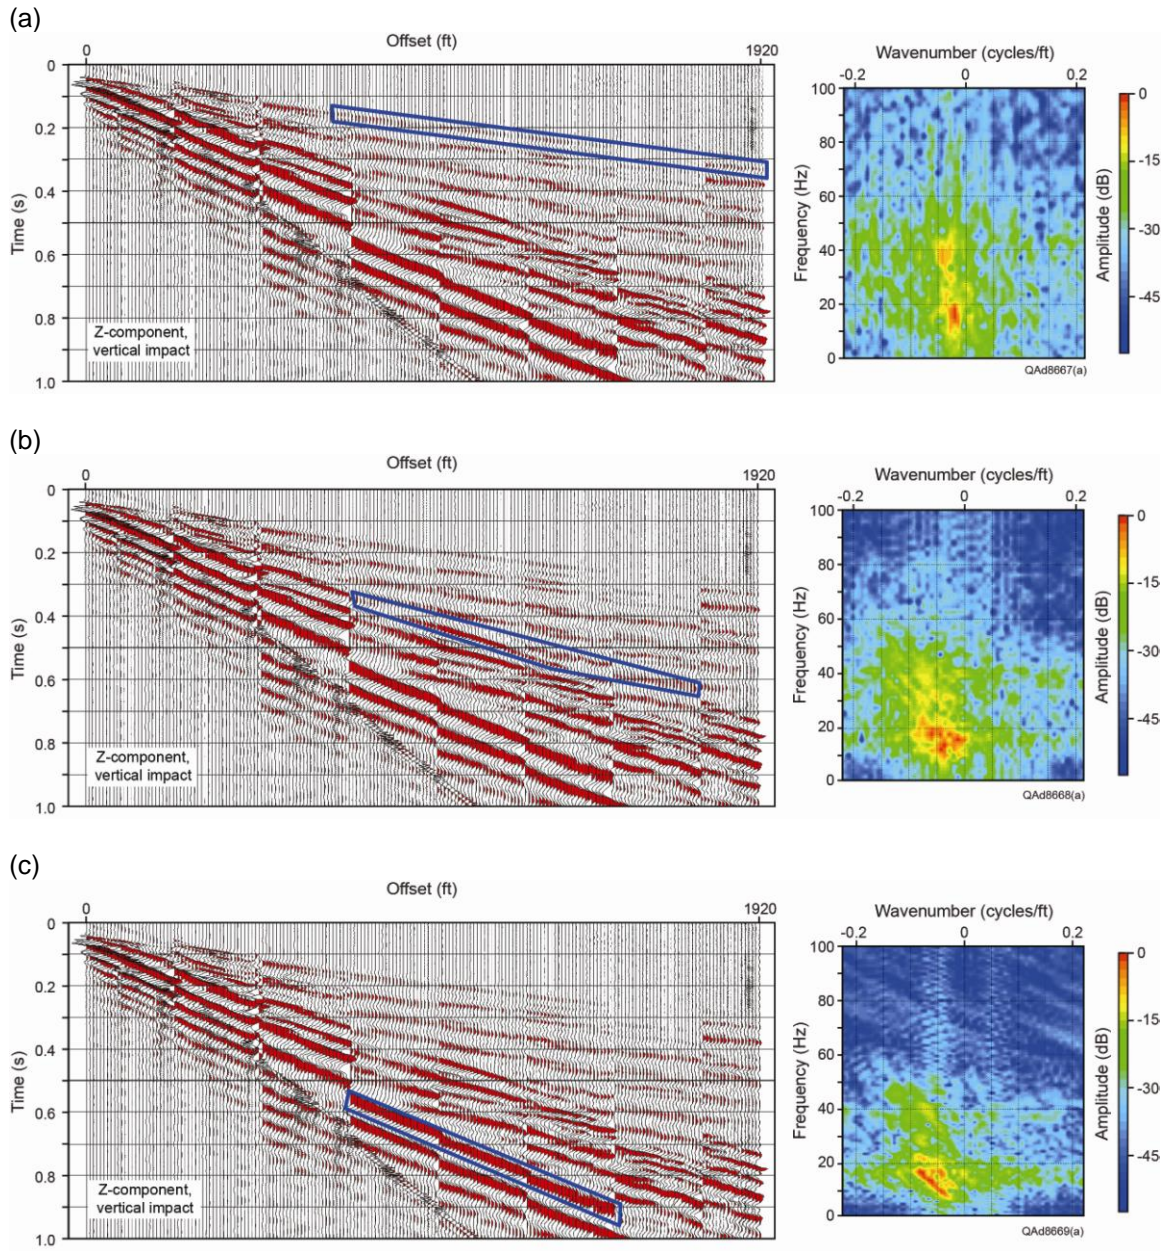 (a)
Offset (ft)
0 1920
Time (s)
0
0.2
0.4
0.6
0.8
1.0
Z-component,
vertical impact
Wavenumber (cycles/ft)
-0.2 0 0.2
Frequency (Hz)
100
80
60
40
20
0
Amplitude (dB)
0
-15
-30
-45
QAd8667(a)
(b)
Offset (ft)
0 1920
Time (s)
0
0.2
0.4
0.6
0.8
1.0
Z-component,
vertical impact
Wavenumber (cycles/ft)
-0.2 0 0.2
Frequency (Hz)
100
80
60
40
20
0
Amplitude (dB)
0
-15
-30
-45
QAd8668(a)
(c)
Offset (ft)
0 1920
Time (s)
0
0.2
0.4
0.6
0.8
1.0
Z-component,
vertical impact
Wavenumber (cycles/ft)
-0.2 0 0.2
Frequency (Hz)
100
80
60
40
20
0
Amplitude (dB)
0
-15
-30
-45
QAd8669(a)